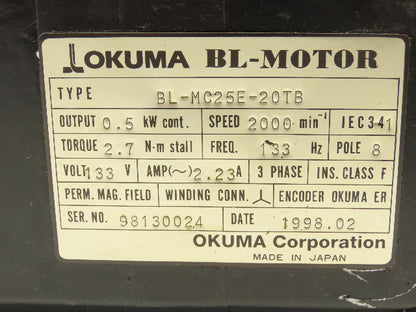 OKUMA BL-MOTOR
TYPE BL-MC25E-20TB
OUTPUT 0.5 kW cont. SPEED 2000 min⁻¹ IEC34-1
TORQUE 2.7 N-m stall FREQ. 133 Hz POLE 8
VOLT 133 V AMP(~) 2.23A 3 PHASE INS. CLASS F
PERM. MAG. FIELD WINDING CONN. ENCODER OKUMA ER
SER. NO. 98130024 DATE 1998.02
OKUMA Corporation
MADE IN JAPAN